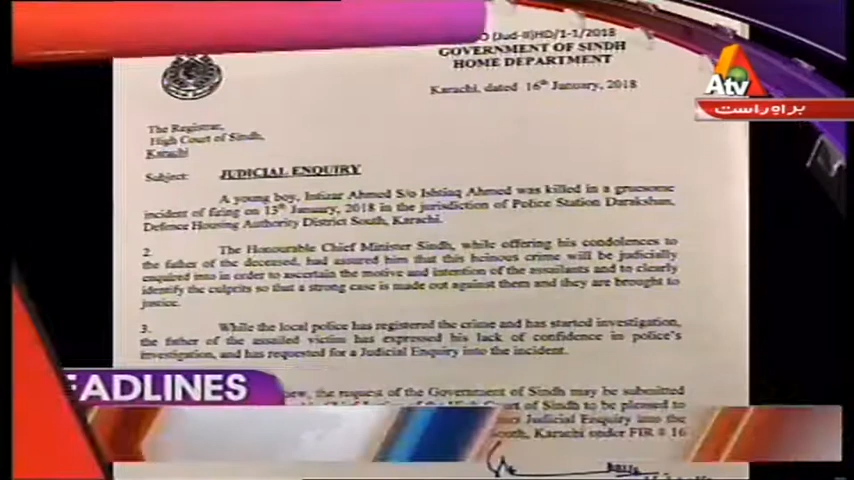 (Jud-II)HD/1-1/2018
GOVERNMENT OF SINDH
HOME DEPARTMENT
Karachi, dated 16th January, 2018
Atv
براہِ راست
The Registrar,
High Court of Sindh,
Karachi
Subject: JUDICIAL ENQUIRY
A young boy, Intizar Ahmed S/o Ishtiaq Ahmed was killed in a gruesome
incident of firing on 13th January, 2018 in the jurisdiction of Police Station Darakshan,
Defence Housing Authority District South, Karachi.
2. The Honourable Chief Minister Sindh, while offering his condolences to
the father of the deceased, had assured him that this heinous crime will be judicially
enquired into in order to ascertain the motive and intention of the assailants and to clearly
identify the culprits so that a strong case is made out against them and they are brought to
justice.
3. While the local police has registered the crime and has started investigation,
the father of the assailed victim has expressed his lack of confidence in police's
investigation, and has requested for a Judicial Enquiry into the incident.
the request of the Government of Sindh may be submitted
High Court of Sindh to be pleased to
Judicial Enquiry into the
South, Karachi under FIR # 16
EADLINES